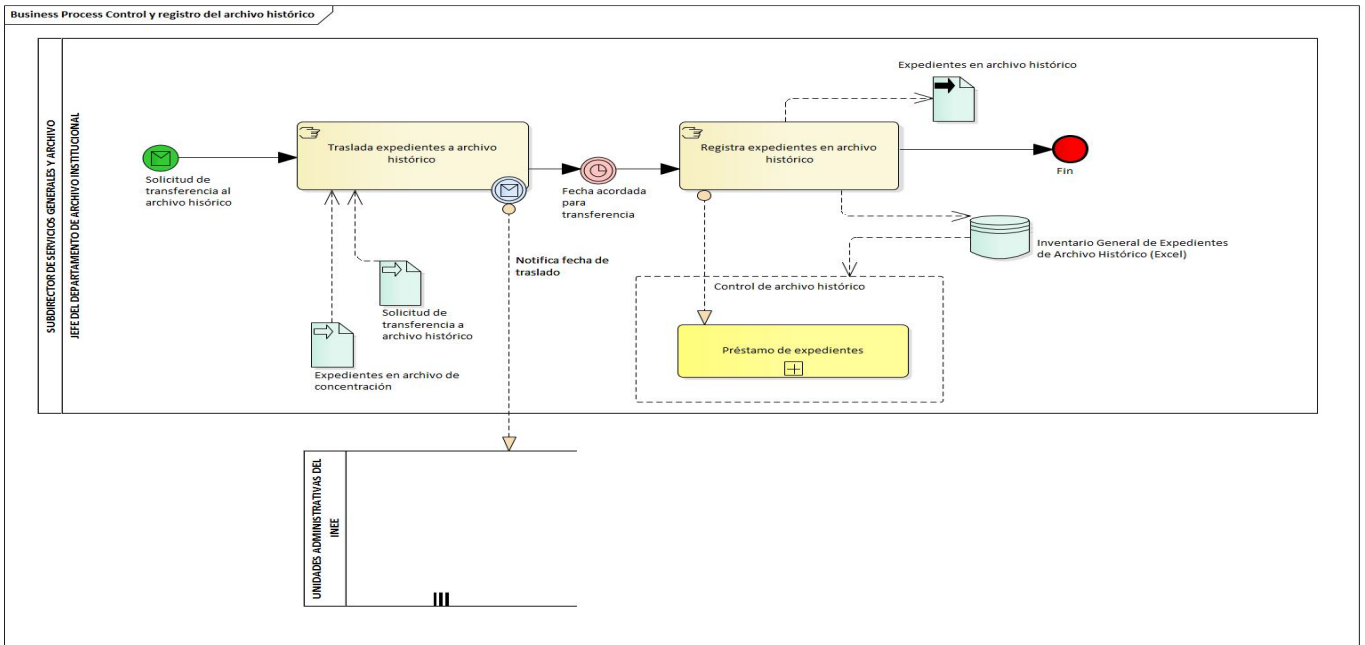 Business Process Control y registro del archivo histórico
SUBDIRECTOR DE SERVICIOS GENERALES Y ARCHIVO
JEFE DEL DEPARTAMENTO DE ARCHIVO INSTITUCIONAL
Solicitud de
transferencia al
archivo hisórico
Traslada expedientes a archivo
histórico
Fecha acordada
para
transferencia
Registra expedientes en archivo
histórico
Expedientes en archivo histórico
Fin
Inventario General de Expedientes
de Archivo Histórico (Excel)
Notifica fecha de
traslado
Solicitud de
transferencia a
archivo histórico
Expedientes en archivo de
concentración
Control de archivo histórico
Préstamo de expedientes
UNIDADES ADMINISTRATIVAS DEL
INEE